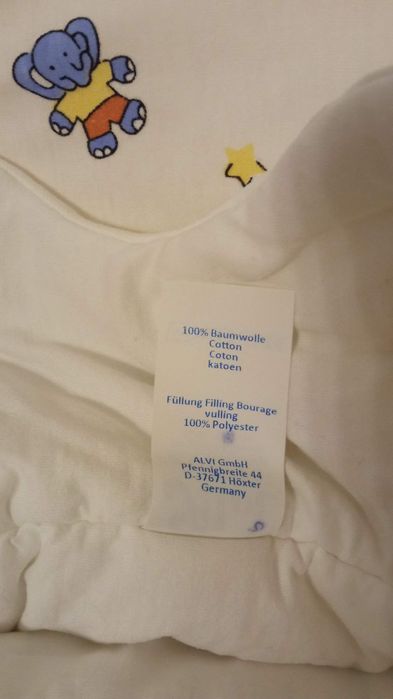 100% Baumwolle
Cotton
Coton
katoen
Füllung Filling Bourage
vulling
100% Polyester
ALVI GmbH
Pfennigbreite 44
D-37671 Höxter
Germany